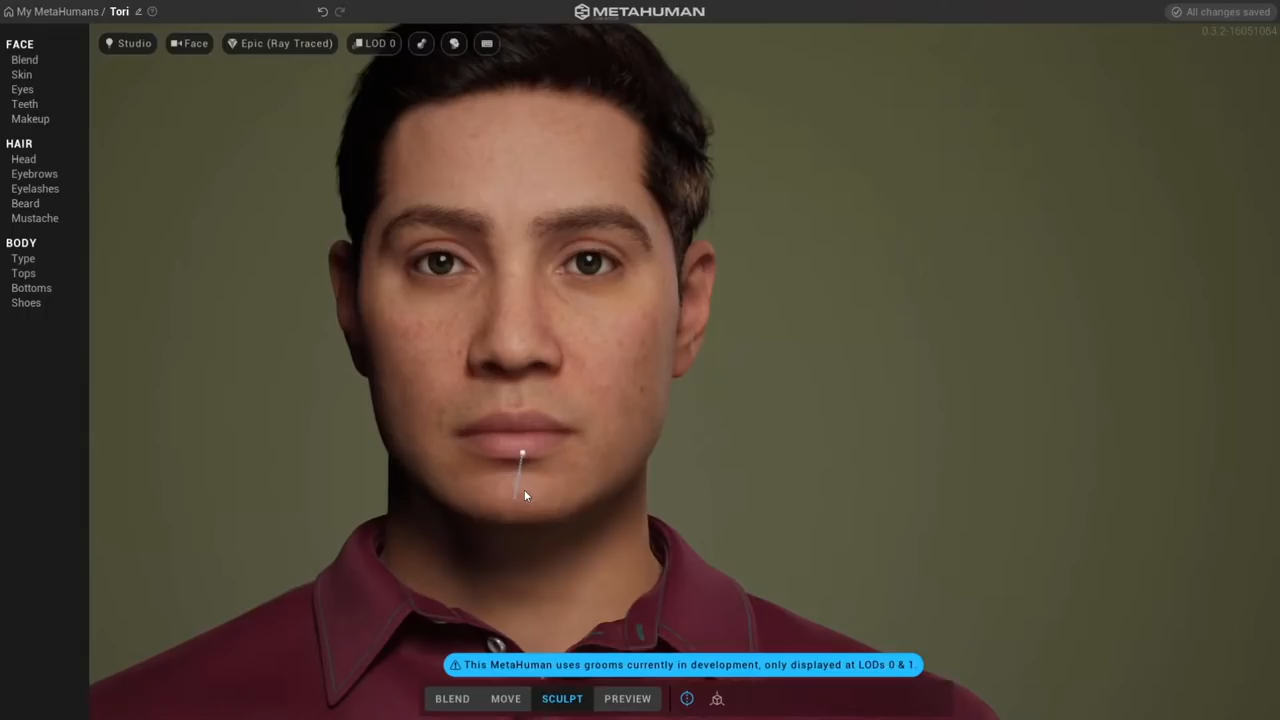 My MetaHumans / Tori
METAHUMAN
All changes saved
0.3.2-16051064
Studio
Face
Epic (Ray Traced)
LOD 0
FACE
Blend
Skin
Eyes
Teeth
Makeup
HAIR
Head
Eyebrows
Eyelashes
Beard
Mustache
BODY
Type
Tops
Bottoms
Shoes
This MetaHuman uses grooms currently in development, only displayed at LODs 0 & 1.
BLEND
MOVE
SCULPT
PREVIEW